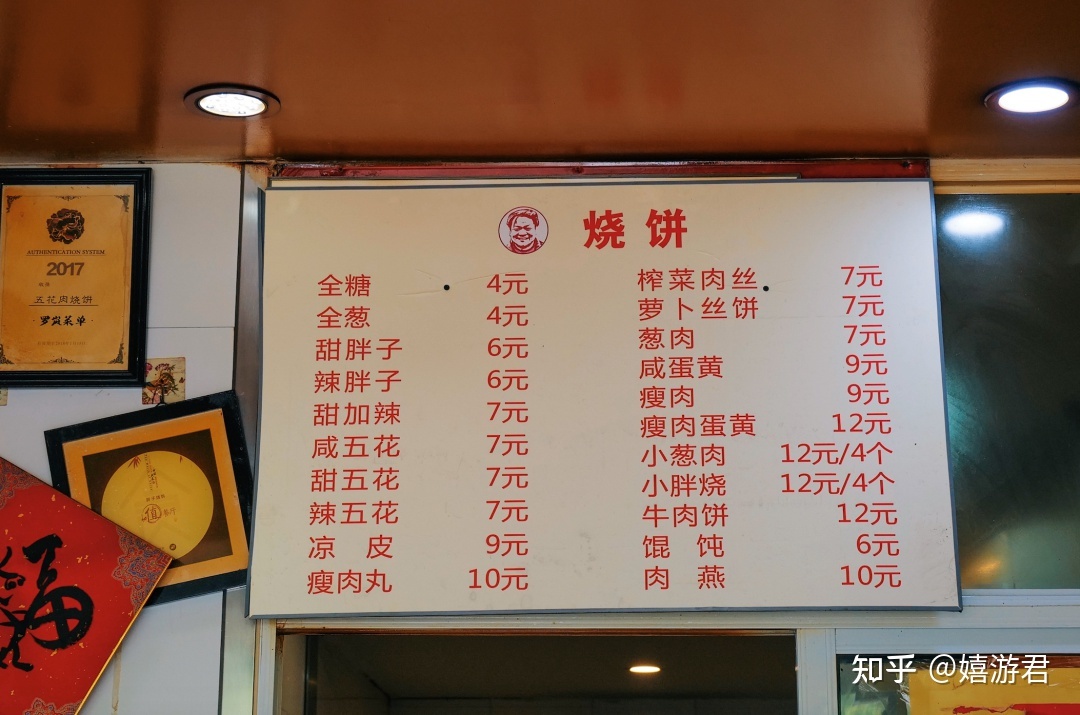 烧饼
全糖 4元
全葱 4元
甜胖子 6元
辣胖子 6元
甜加辣 7元
咸五花 7元
甜五花 7元
辣五花 7元
凉 皮 9元
瘦肉丸 10元
榨菜肉丝 7元
萝卜丝饼 7元
葱肉 7元
咸蛋黄 9元
瘦肉 9元
瘦肉蛋黄 12元
小葱肉 12元/4个
小胖烧 12元/4个
牛肉饼 12元
馄 饨 6元
肉 燕 10元
AUTHENTICATION SYSTEM
2017
五花肉烧饼
值
福
知乎 @嬉游君